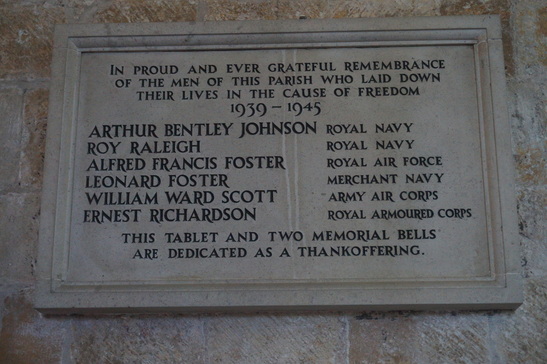 IN PROUD AND EVER GRATEFUL REMEMBRANCE
OF THE MEN OF THIS PARISH WHO LAID DOWN
THEIR LIVES IN THE CAUSE OF FREEDOM
1939 – 1945
ARTHUR BENTLEY JOHNSON ROYAL NAVY
ROY RALEIGH ROYAL NAVY
ALFRED FRANCIS FOSTER ROYAL AIR FORCE
LEONARD FOSTER MERCHANT NAVY
WILLIAM WARD SCOTT ARMY AIR CORPS
ERNEST RICHARDSON ROYAL ARMOURED CORPS
THIS TABLET AND TWO MEMORIAL BELLS
ARE DEDICATED AS A THANKOFFERING.